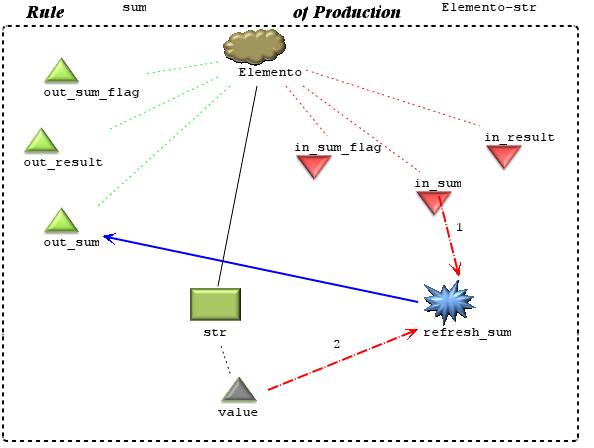 Rule sum of Production Elemento-str
Elemento
out_sum_flag
in_result
in_sum_flag
out_result
in_sum
1
out_sum
str
refresh_sum
2
value